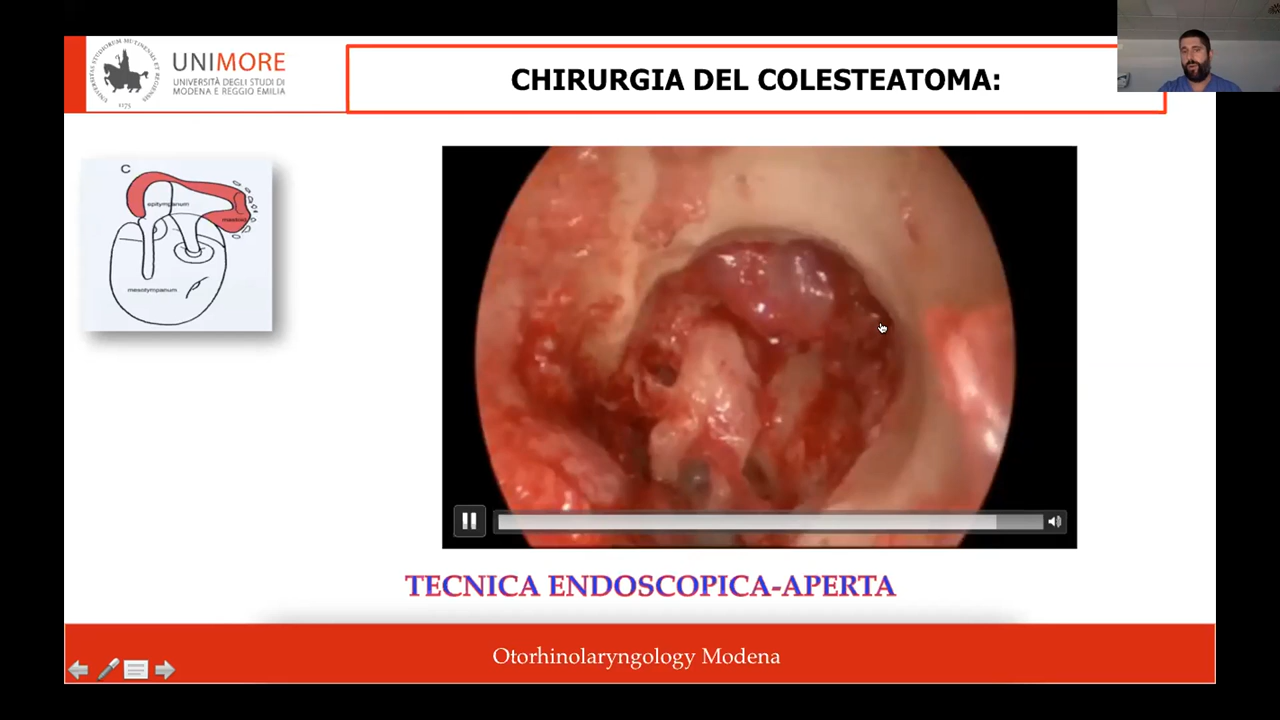 UNIMORE
UNIVERSITÀ DEGLI STUDI DI
MODENA E REGGIO EMILIA
1175
CHIRURGIA DEL COLESTEATOMA:
C
epitympanum
mastoid
mesotympanum
TECNICA ENDOSCOPICA-APERTA
Otorhinolaryngology Modena